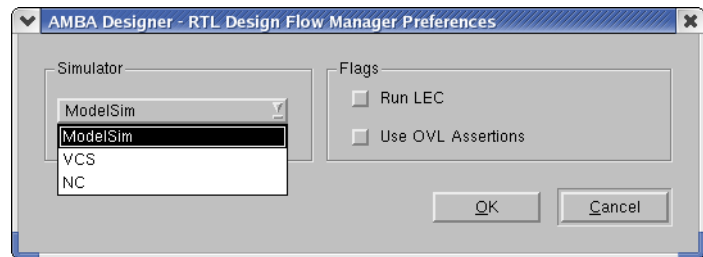 AMBA Designer - RTL Design Flow Manager Preferences
Simulator
ModelSim
ModelSim
VCS
NC
Flags
Run LEC
Use OVL Assertions
OK
Cancel